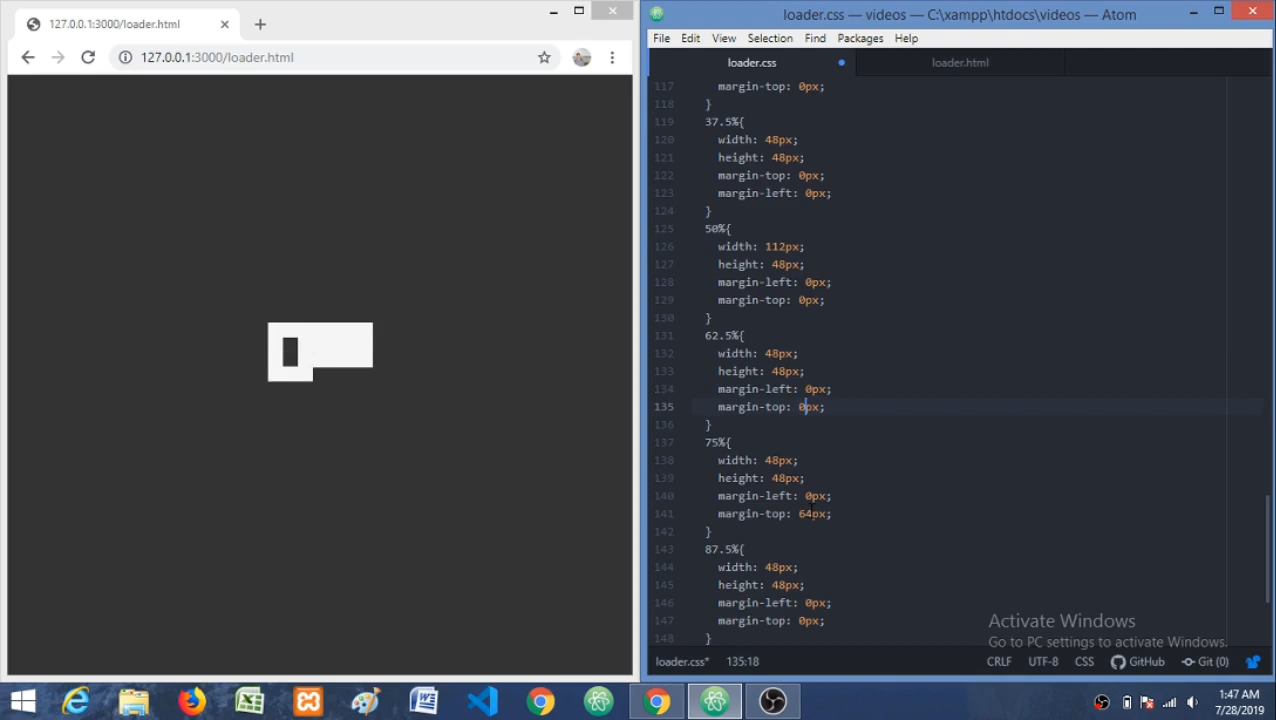 127.0.0.1:3000/loader.html
127.0.0.1:3000/loader.html
loader.css — videos — C:\xampp\htdocs\videos — Atom
File Edit View Selection Find Packages Help
loader.css loader.html
117 margin-top: 0px;
118 }
119 37.5%{
120 width: 48px;
121 height: 48px;
122 margin-top: 0px;
123 margin-left: 0px;
124 }
125 50%{
126 width: 112px;
127 height: 48px;
128 margin-left: 0px;
129 margin-top: 0px;
130 }
131 62.5%{
132 width: 48px;
133 height: 48px;
134 margin-left: 0px;
135 margin-top: 0px;
136 }
137 75%{
138 width: 48px;
139 height: 48px;
140 margin-left: 0px;
141 margin-top: 64px;
142 }
143 87.5%{
144 width: 48px;
145 height: 48px;
146 margin-left: 0px;
147 margin-top: 0px;
148 }
Activate Windows
Go to PC settings to activate Windows.
loader.css* 135:18 CRLF UTF-8 CSS GitHub Git (0)
1:47 AM
7/28/2019